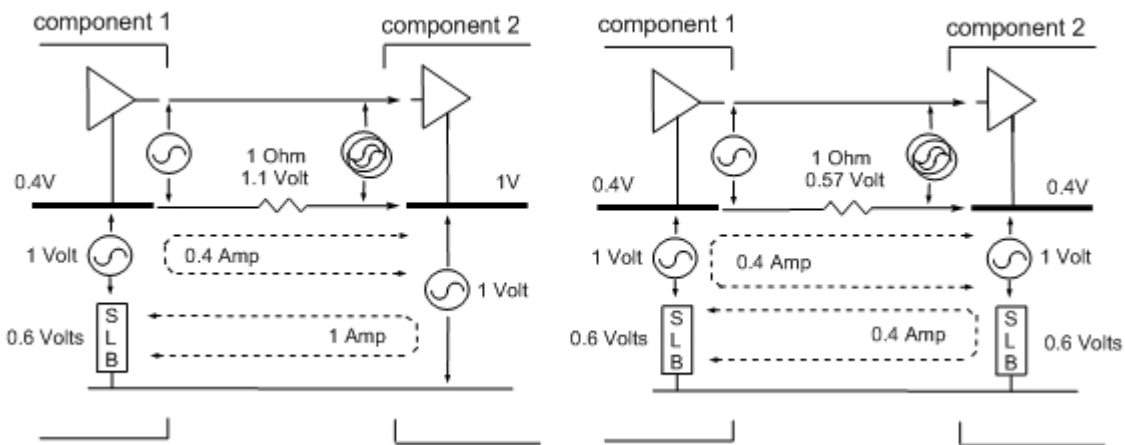 component 1
component 2
1 Ohm
1.1 Volt
0.4V
1V
1 Volt
0.4 Amp
1 Volt
0.6 Volts
S
L
B
1 Amp
component 1
component 2
1 Ohm
0.57 Volt
0.4V
0.4V
1 Volt
0.4 Amp
1 Volt
0.6 Volts
S
L
B
0.4 Amp
S
L
B
0.6 Volts